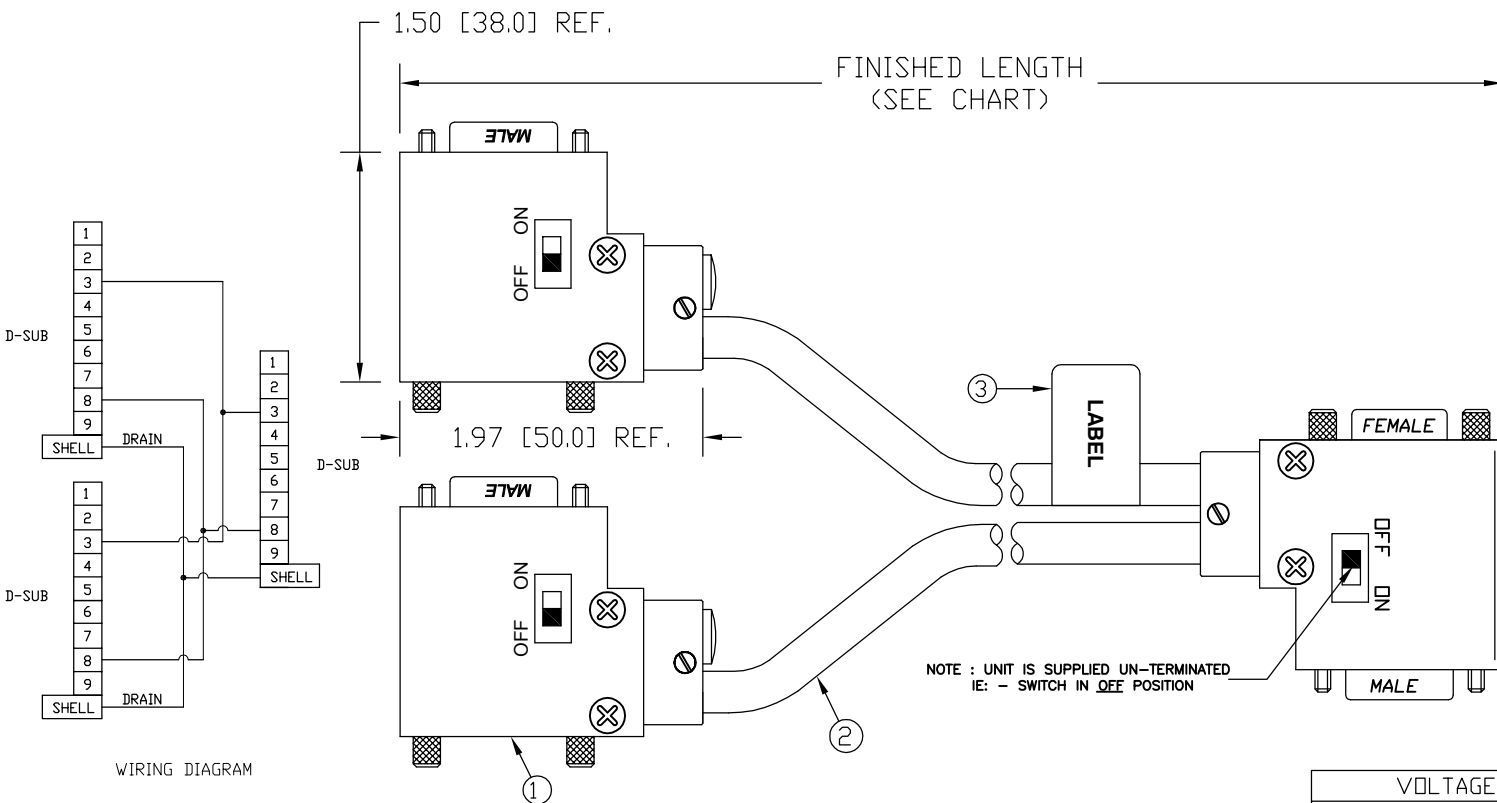 1.50 [38.0] REF.
FINISHED LENGTH
(SEE CHART)
MALE
ON
OFF
1.97 [50.0] REF.
MALE
ON
OFF
1
2
3
LABEL
FEMALE
OFF
ON
MALE
NOTE : UNIT IS SUPPLIED UN-TERMINATED
IE: - SWITCH IN OFF POSITION
D-SUB
1
2
3
4
5
6
7
8
9
SHELL
DRAIN
D-SUB
1
2
3
4
5
6
7
8
9
SHELL
DRAIN
D-SUB
1
2
3
4
5
6
7
8
9
SHELL
WIRING DIAGRAM
VOLTAGE